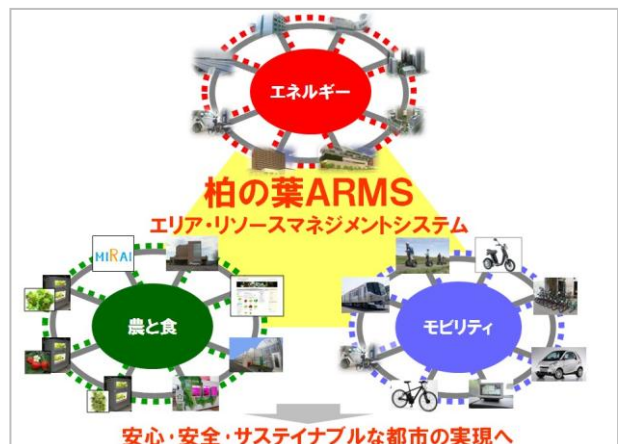 エネルギー
柏の葉ARMS
エリア・リソースマネジメントシステム
MIRAI
農と食
モビリティ
安心・安全・サステイナブルな都市の実現へ